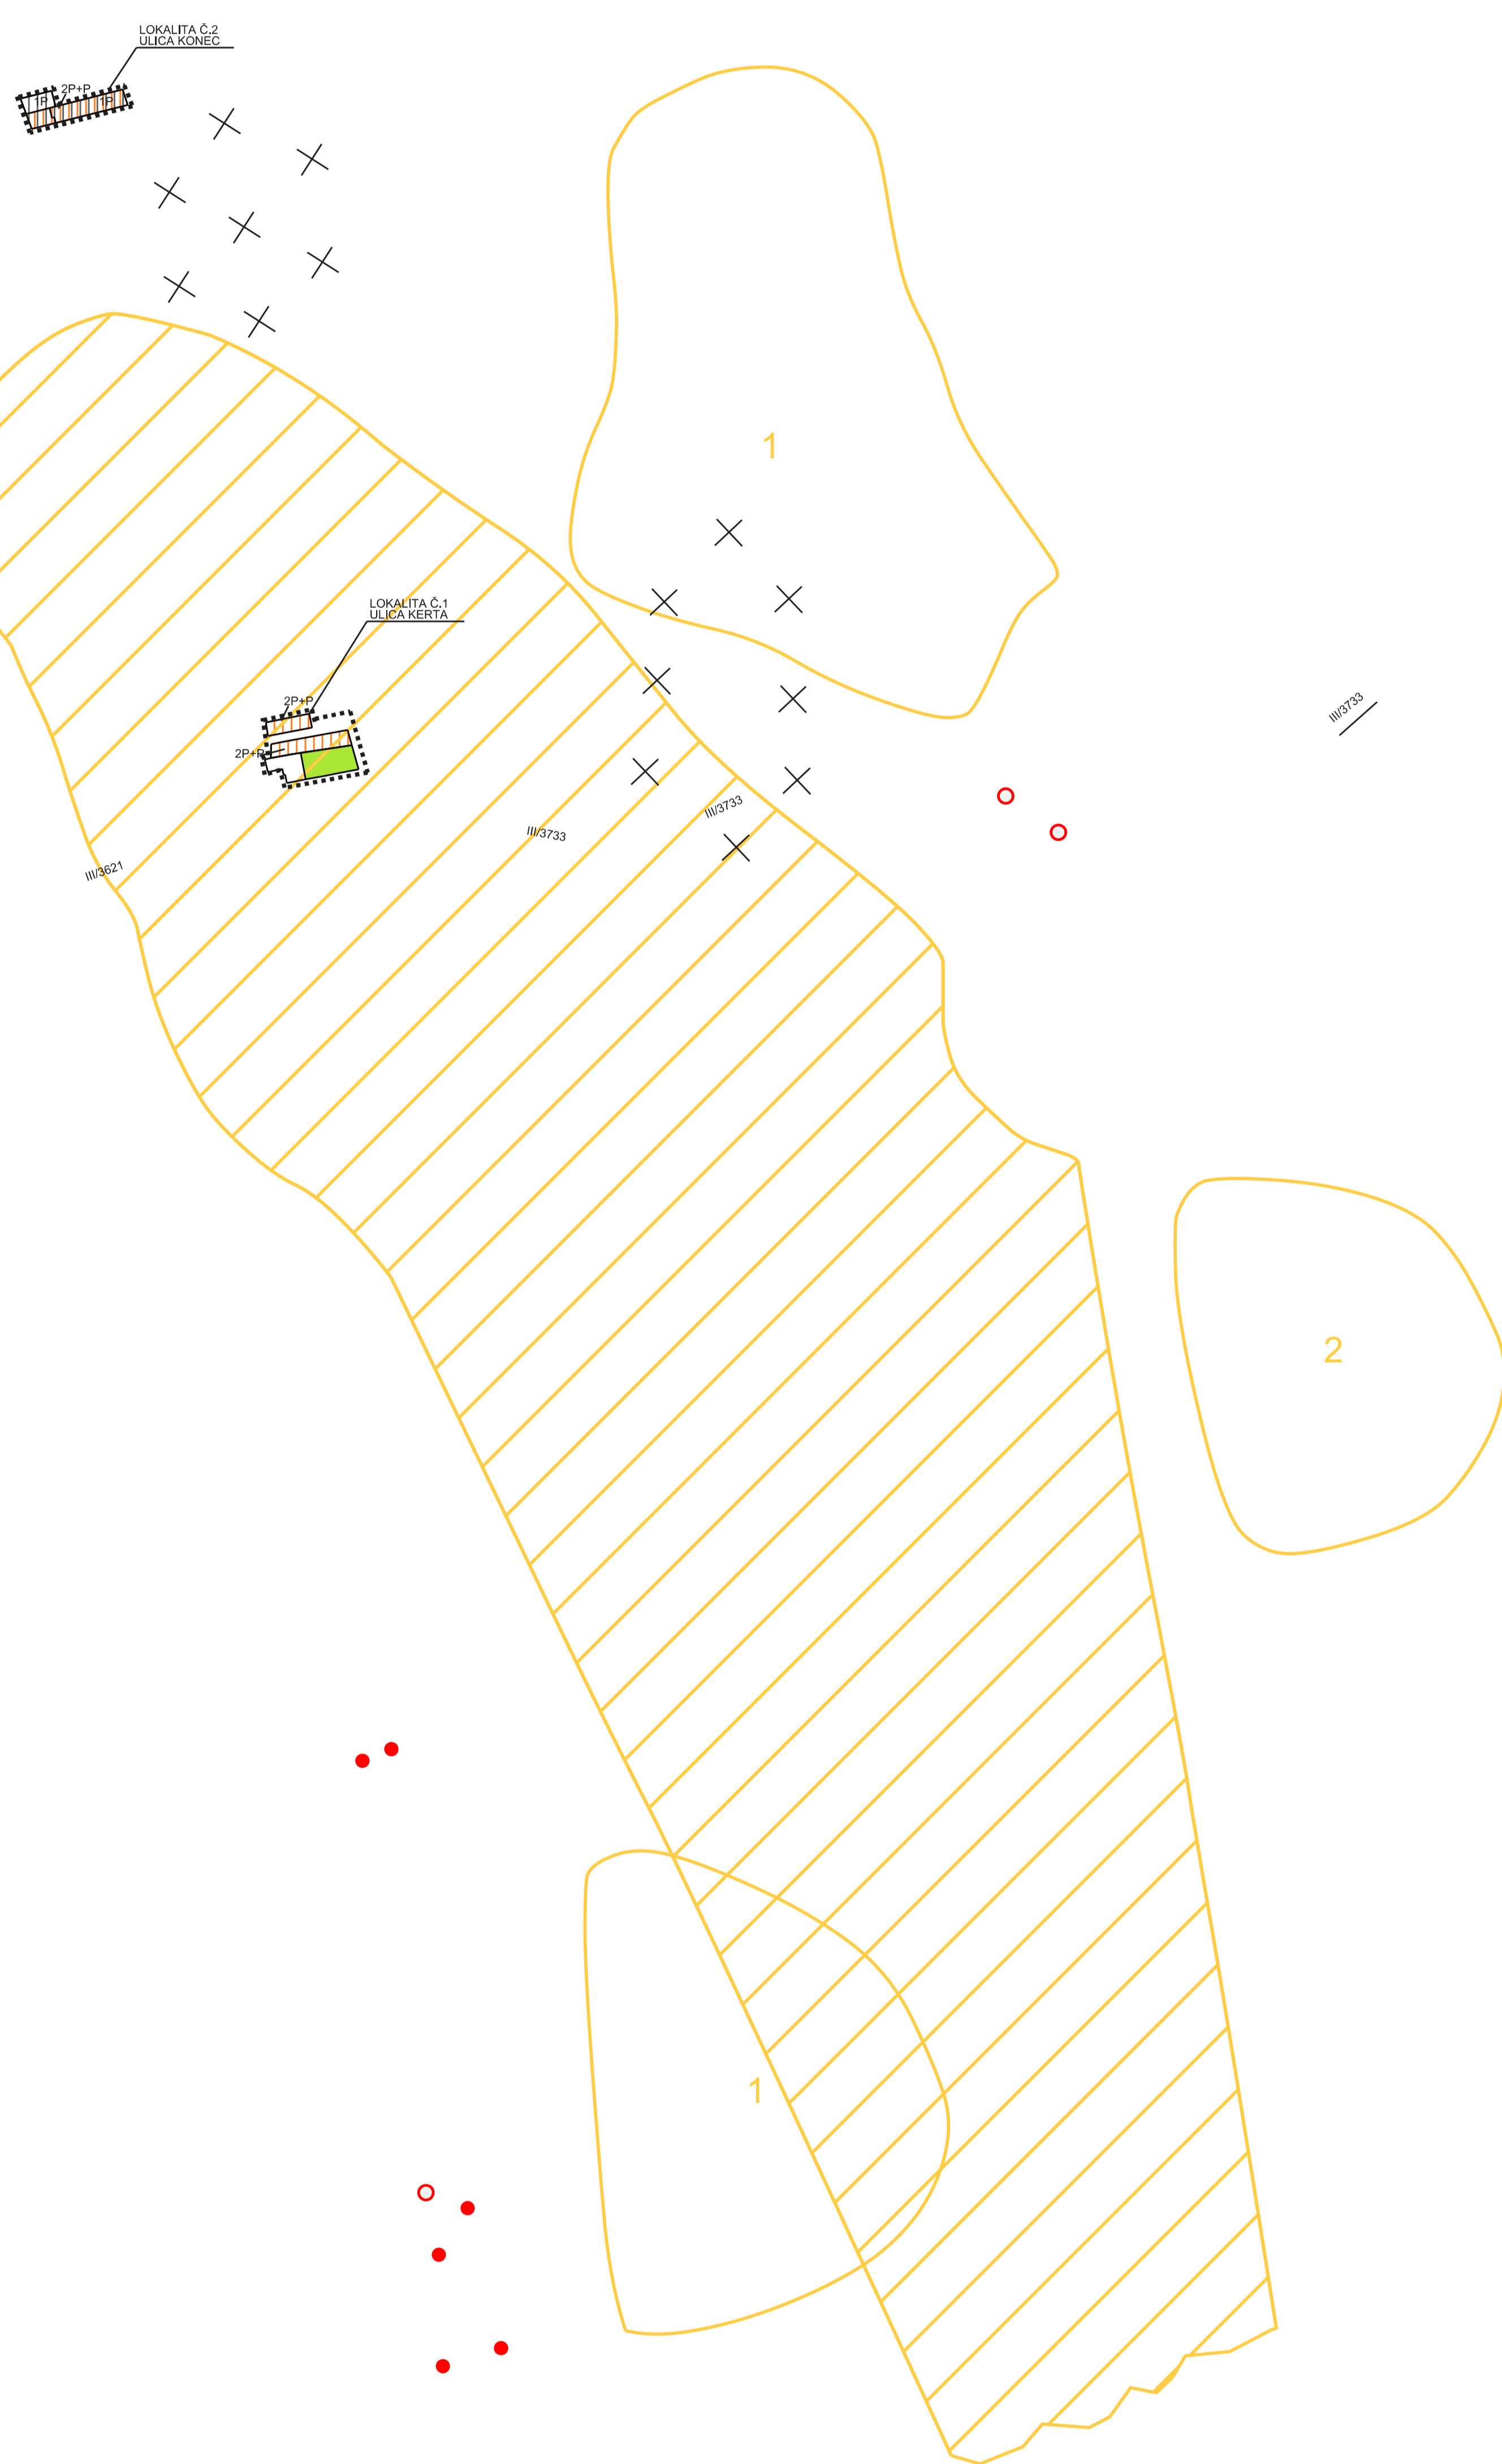 LOKALITA Č.2
ULICA KONEC
2P+P
1P
1P
1
LOKALITA Č.1
ULICA KERTA
2P+P
III/3733
2P+P
III/3733
III/3733
III/3621
2
1